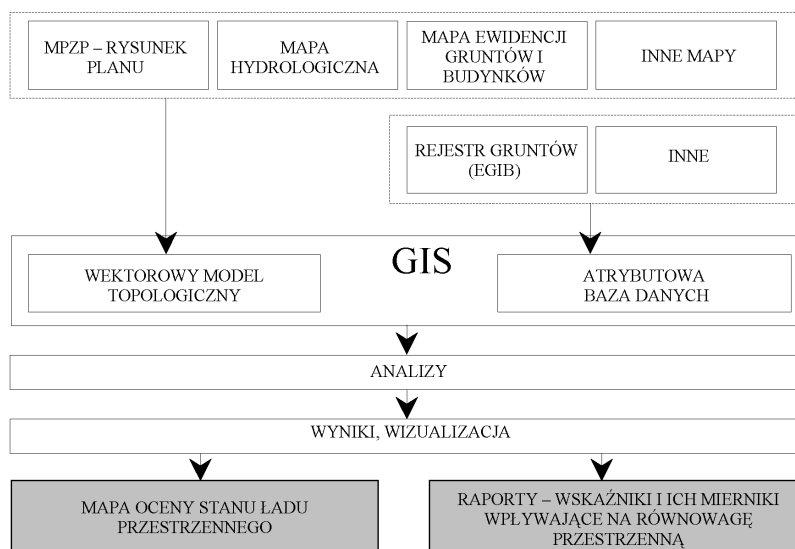 MPZP – RYSUNEK
PLANU
MAPA
HYDROLOGICZNA
MAPA EWIDENCJI
GRUNTÓW I
BUDYNKÓW
INNE MAPY
REJESTR GRUNTÓW
(EGIB)
INNE
GIS
WEKTOROWY MODEL
TOPOLOGICZNY
ATRYBUTOWA
BAZA DANYCH
ANALIZY
WYNIKI, WIZUALIZACJA
MAPA OCENY STANU ŁADU
PRZESTRZENNEGO
RAPORTY – WSKAŹNIKI I ICH MIERNIKI
WPŁYWAJĄCE NA RÓWNOWAGĘ
PRZESTRZENNĄ